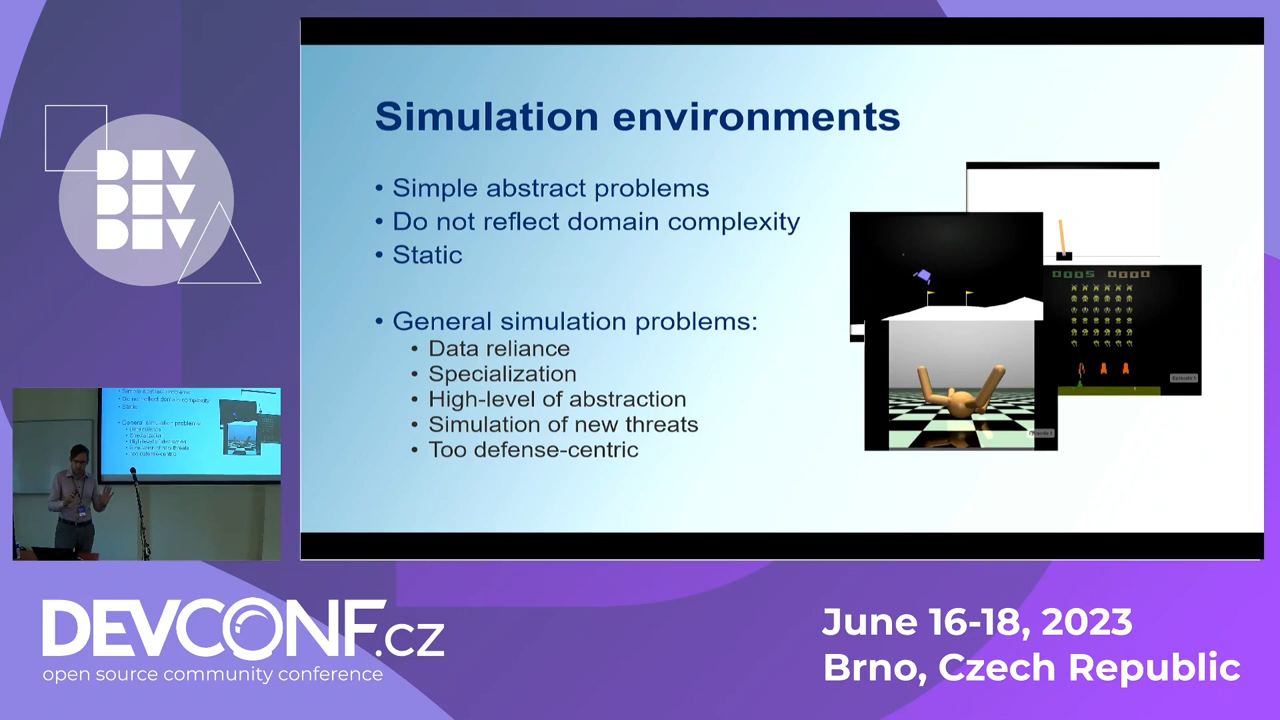 DEV
DEV
DEV
Simulation environments
• Simple abstract problems
• Do not reflect domain complexity
• Static
• General simulation problems:
• Data reliance
• Specialization
• High-level of abstraction
• Simulation of new threats
• Too defense-centric
DEVCONF.cz
open source community conference
June 16-18, 2023
Brno, Czech Republic